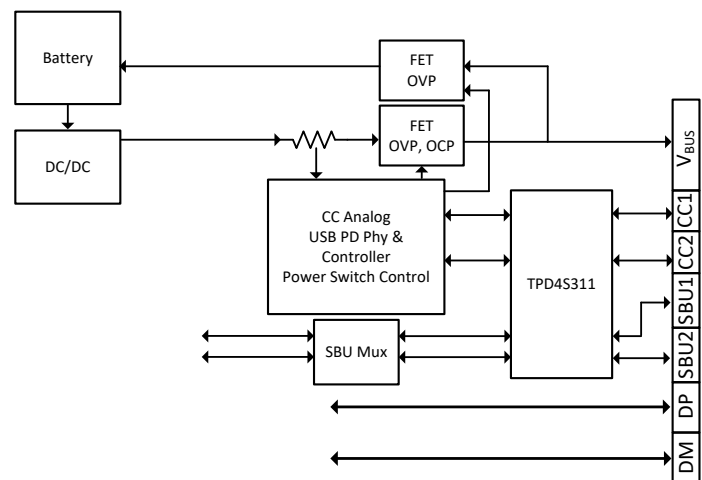 Battery
FET
OVP
FET
OVP, OCP
DC/DC
CC Analog
USB PD Phy &
Controller
Power Switch Control
TPD4S311
SBU Mux
VBUS
CC1
CC2
SBU1
SBU2
DP
DM